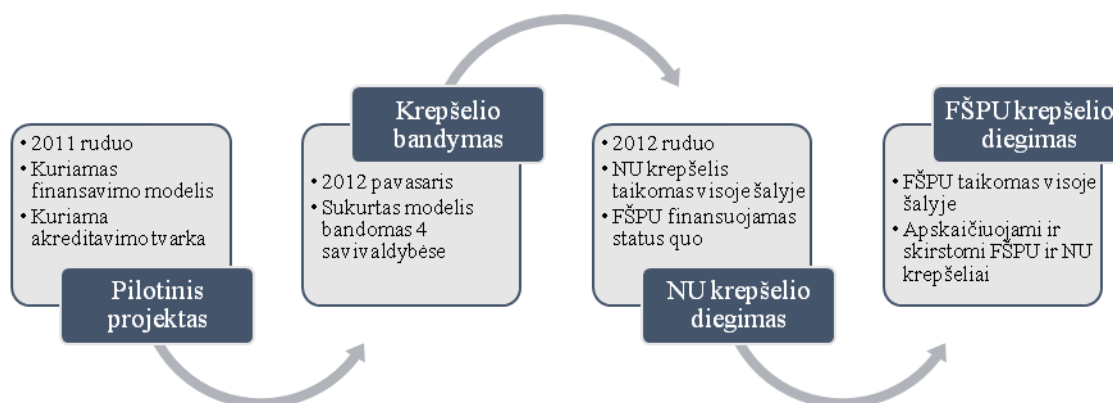 • 2011 ruduo
• Kuriamas
finansavimo modelis
• Kuriama
akreditavimo tvarka
Pilotinis
projektas
Krepšelio
bandymas
• 2012 pavasaris
• Sukurtas modelis
bandomas 4
savivaldybėse
• 2012 ruduo
• NU krepšelis
taikomas visoje šalyje
• FŠPU finansuojamas
status quo
NU krepšelio
diegimas
FŠPU krepšelio
diegimas
• FŠPU taikomas visoje
šalyje
• Apskaičiuojami ir
skirstomi FŠPU ir NU
krepšeliai